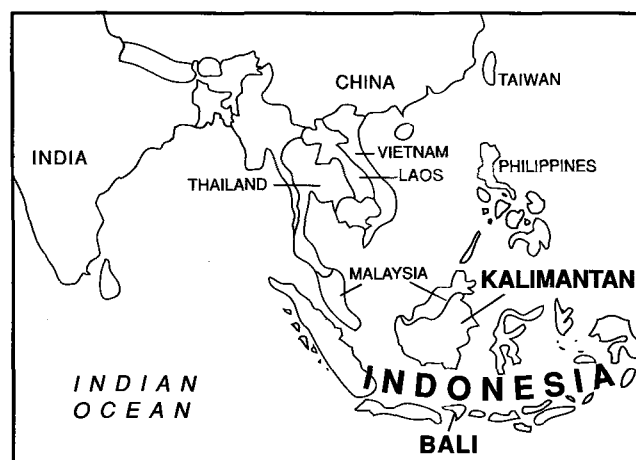 CHINA
TAIWAN
INDIA
VIETNAM
PHILIPPINES
THAILAND
LAOS
MALAYSIA
KALIMANTAN
INDIAN
OCEAN
INDONESIA
BALI